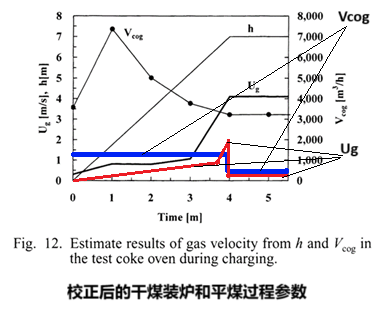 Vcog
8 8,000
7 h 7,000
6 Vcog 6,000
5 5,000
4 Ug 4,000
3 3,000
2 2,000
1 1,000 Ug
0 0
Ug [m/s], h[m]
Vcog [m³/h]
0 1 2 3 4 5
Time [m]
Fig. 12. Estimate results of gas velocity from h and Vcog in
the test coke oven during charging.
校正后的干煤装炉和平煤过程参数